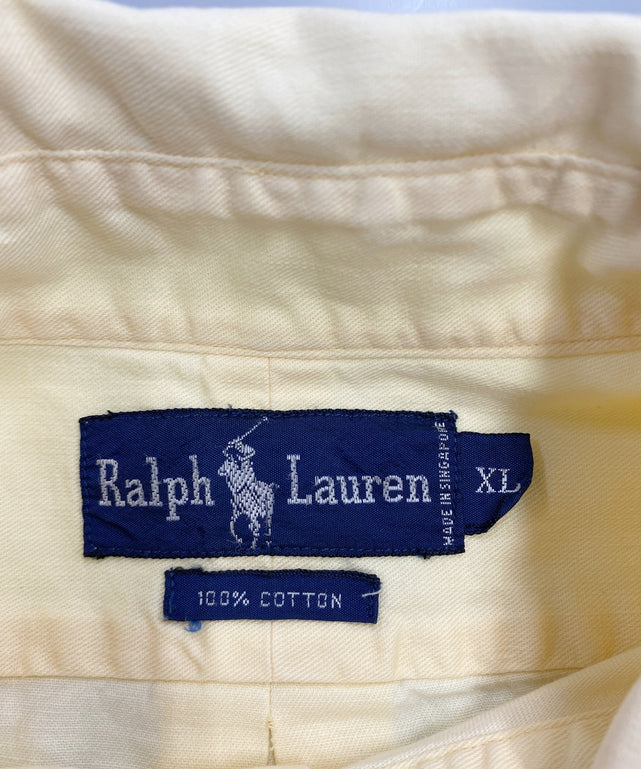 Ralph Lauren
MADE IN SINGAPORE
XL
100% COTTON